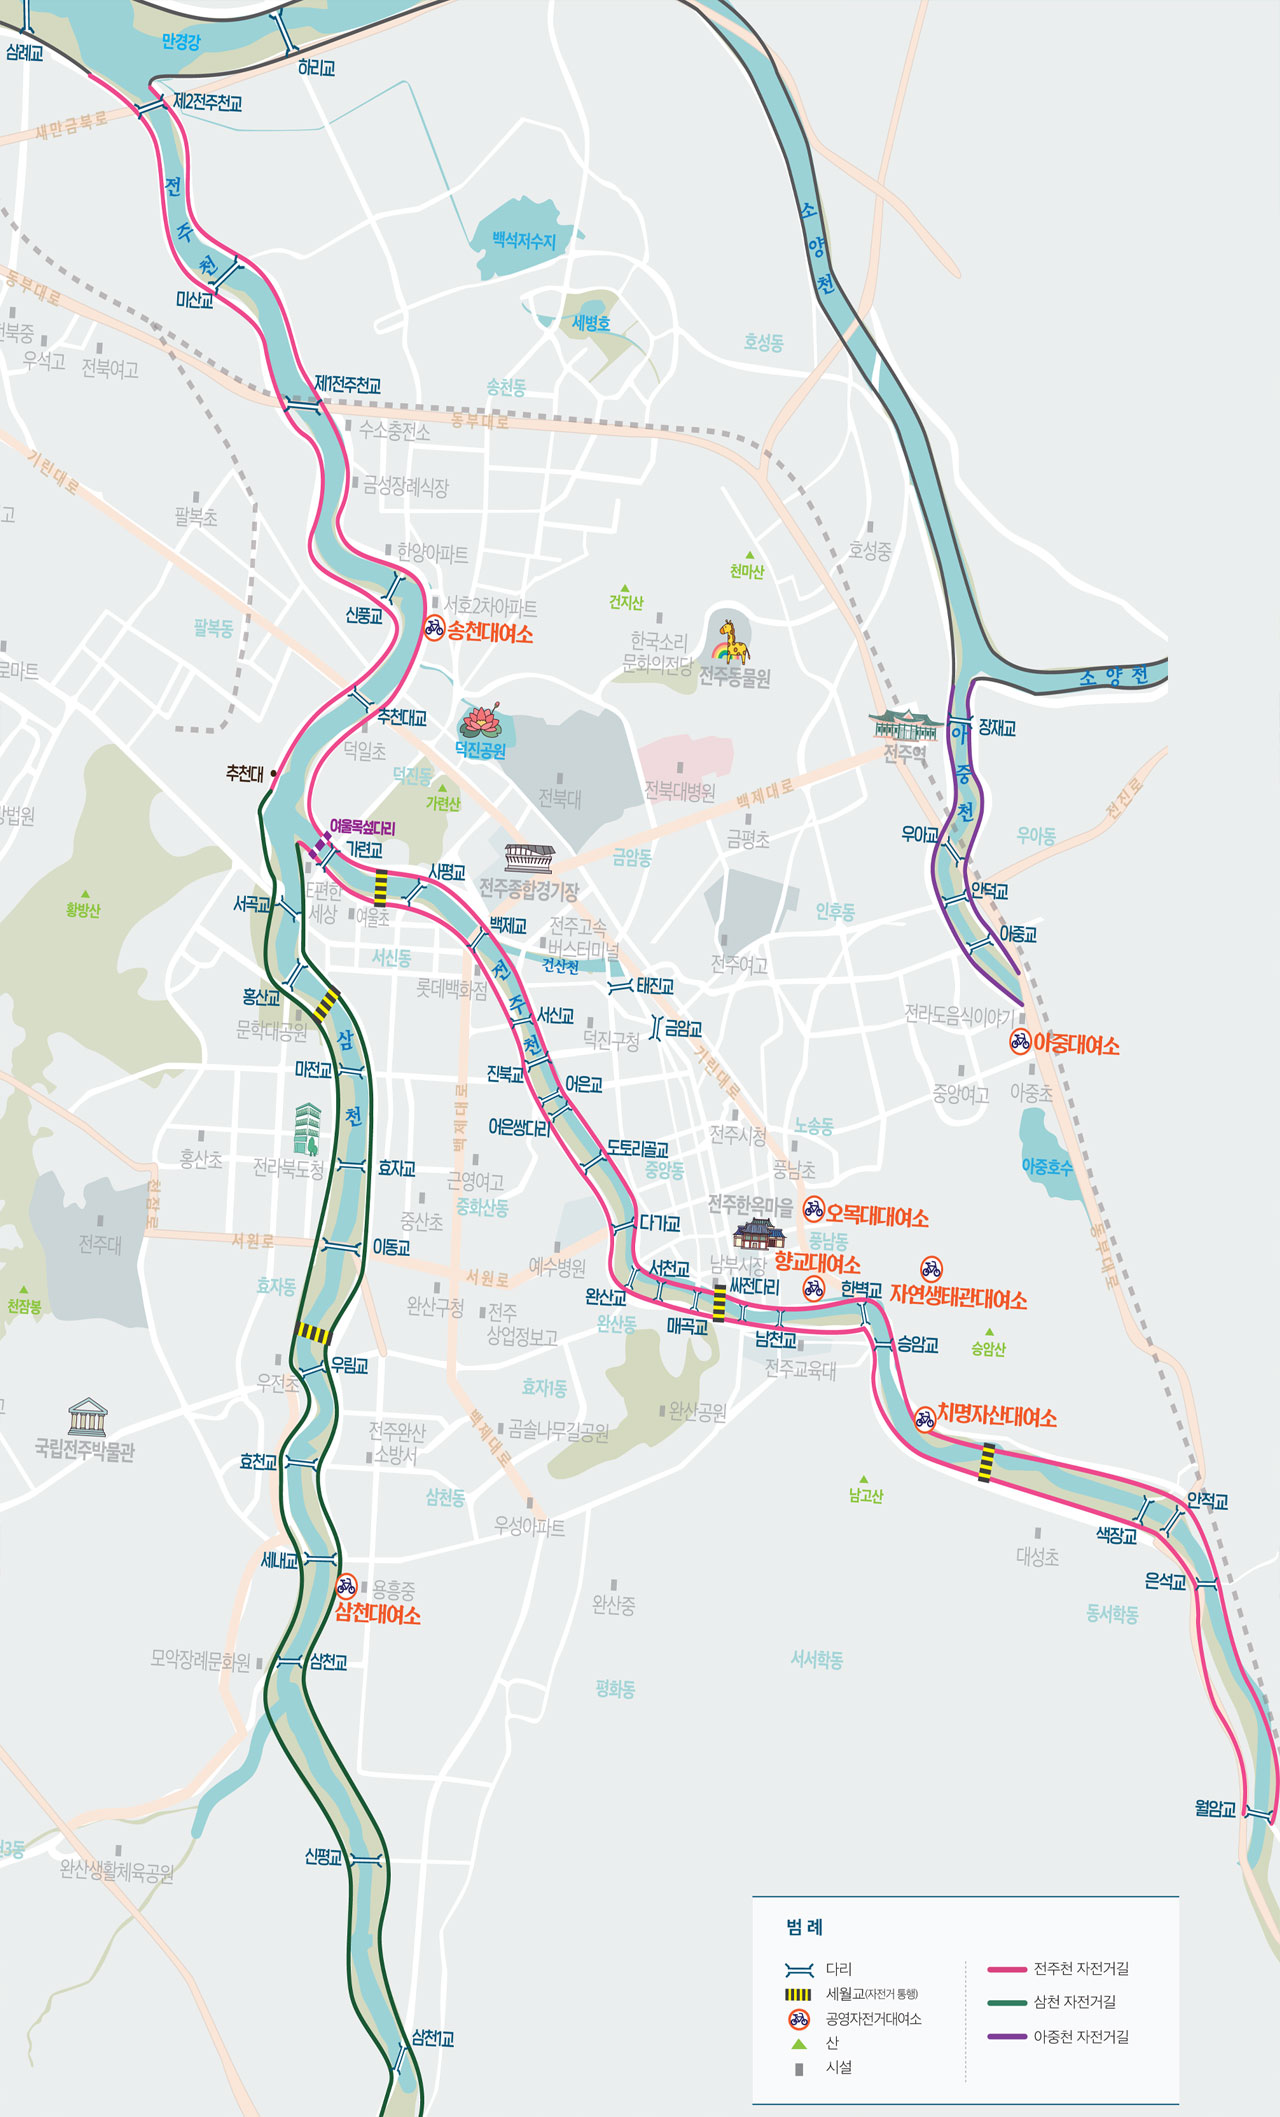 만경강
삼례교
하리교
제2전주천교
새만금북로
전주천
소양천
백석저수지
미산교
동부대로
세병호
전북중
우석고
전북여고
호성동
제1전주천교
송천동
동부대로
수소충전소
기린대로
금성장례식장
팔복초
고
한양아파트
호성중
천마산
건지산
신풍교
서호2차아파트
팔복동
송천대여소
한국소리
문화의전당
전주동물원
로마트
소양천
추천대교
장재교
덕진공원
덕일초
전주역
아중천
추천대
덕진동
가련산
전북대
전북대병원
백제대로
전진로
방법원
여울목섶다리
가련교
금평초
우아교
우아동
금암동
사평교
전주종합경기장
안덕교
E편한
세상
여울초
서곡교
황방산
인후동
백제교
전주고속
버스터미널
아중교
서신동
건산천
전주여고
롯데백화점
태진교
홍산교
전주천
문학대공원
서신교
전라도음식이야기
삼천
덕진구청
금암교
아중대여소
마전교
진북교
어은교
기린대로
중앙여고
아중초
백제대로
어은쌍다리
전주시청
노송동
홍산초
전라북도청
효자교
도토리골교
중앙동
풍남초
아중호수
근영여고
천잠로
중화산동
전주한옥마을
오목대대여소
중산초
다가교
전주대
서원로
이동교
풍남동
동부대로
예수병원
서천교
남부시장
향교대여소
서원로
효자동
싸전다리
한벽교
자연생태관대여소
천잠봉
완산구청
전주
상업정보고
완산교
완산동
매곡교
남천교
승암교
승암산
우림교
우전초
전주교육대
효자1동
완산공원
치명자산대여소
국립전주박물관
전주완산
소방서
백제대로
곰솔나무길공원
효천교
삼천동
남고산
안적교
우성아파트
색장교
대성초
세내교
은석교
용흥중
삼천대여소
완산중
동서학동
모악장례문화원
삼천교
서서학동
평화동
월암교
원3동
신평교
완산생활체육공원
범 례
다리
세월교(자전거 통행)
공영자전거대여소
산
시설
전주천 자전거길
삼천 자전거길
아중천 자전거길
삼천1교